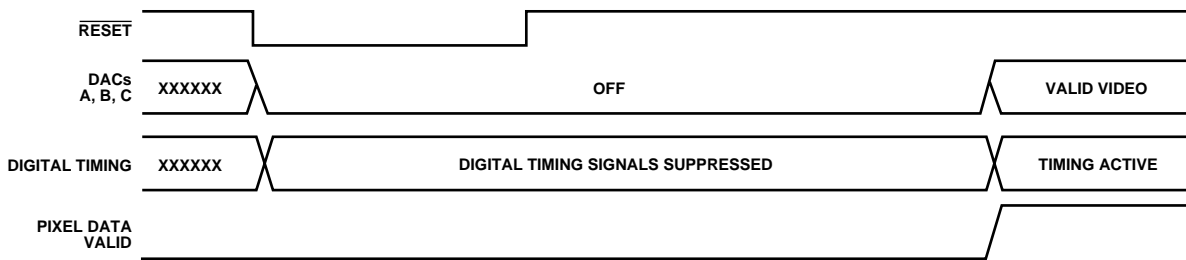 RESET
DACs
A, B, C
XXXXXX
OFF
VALID VIDEO
DIGITAL TIMING
XXXXXX
DIGITAL TIMING SIGNALS SUPPRESSED
TIMING ACTIVE
PIXEL DATA
VALID